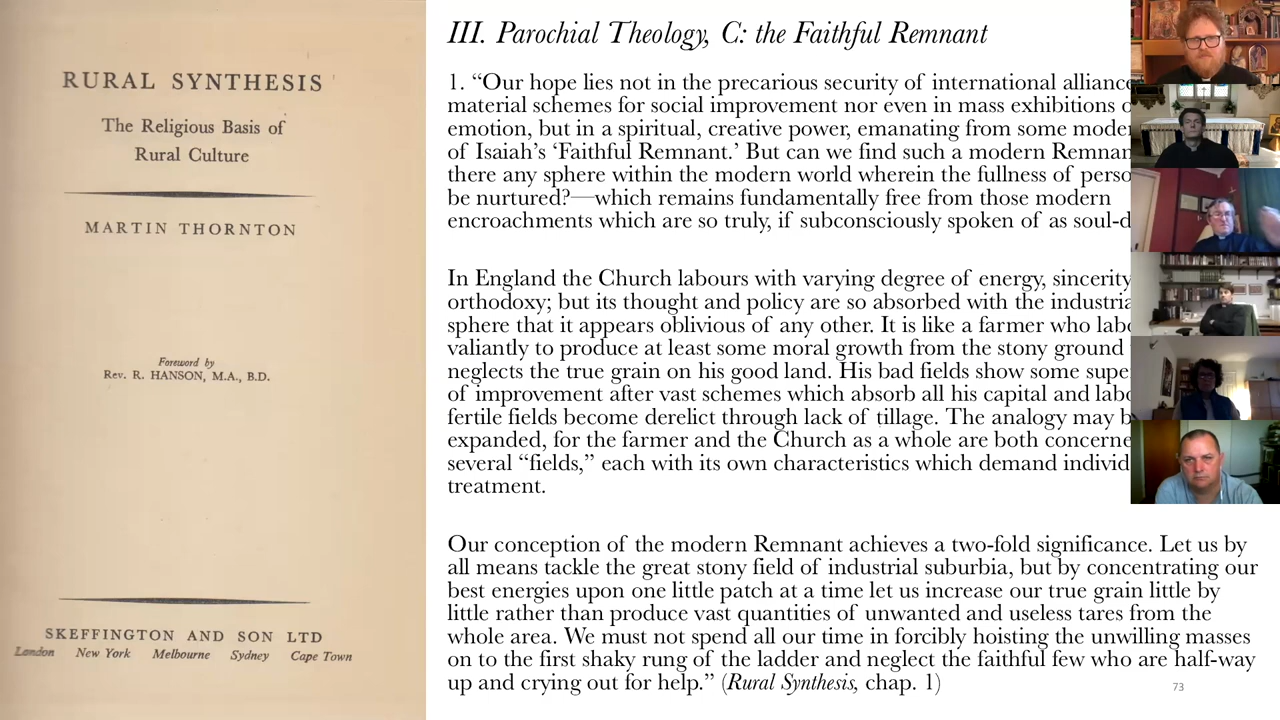 RURAL SYNTHESIS
The Religious Basis of
Rural Culture
MARTIN THORNTON
Foreword by
Rev. R. HANSON, M.A., B.D.
SKEFFINGTON AND SON LTD
London New York Melbourne Sydney Cape Town
III. Parochial Theology, C: the Faithful Remnant
1. “Our hope lies not in the precarious security of international alliance
material schemes for social improvement nor even in mass exhibitions o
emotion, but in a spiritual, creative power, emanating from some moder
of Isaiah’s ‘Faithful Remnant.’ But can we find such a modern Remnan
there any sphere within the modern world wherein the fullness of perso
be nurtured?—which remains fundamentally free from those modern
encroachments which are so truly, if subconsciously spoken of as soul-d
In England the Church labours with varying degree of energy, sincerity
orthodoxy; but its thought and policy are so absorbed with the industria
sphere that it appears oblivious of any other. It is like a farmer who labo
valiantly to produce at least some moral growth from the stony ground
neglects the true grain on his good land. His bad fields show some supe
of improvement after vast schemes which absorb all his capital and labo
fertile fields become derelict through lack of tillage. The analogy may b
expanded, for the farmer and the Church as a whole are both concerne
several “fields,” each with its own characteristics which demand individ
treatment.
Our conception of the modern Remnant achieves a two-fold significance. Let us by
all means tackle the great stony field of industrial suburbia, but by concentrating our
best energies upon one little patch at a time let us increase our true grain little by
little rather than produce vast quantities of unwanted and useless tares from the
whole area. We must not spend all our time in forcibly hoisting the unwilling masses
on to the first shaky rung of the ladder and neglect the faithful few who are half-way
up and crying out for help.” (Rural Synthesis, chap. 1)
73